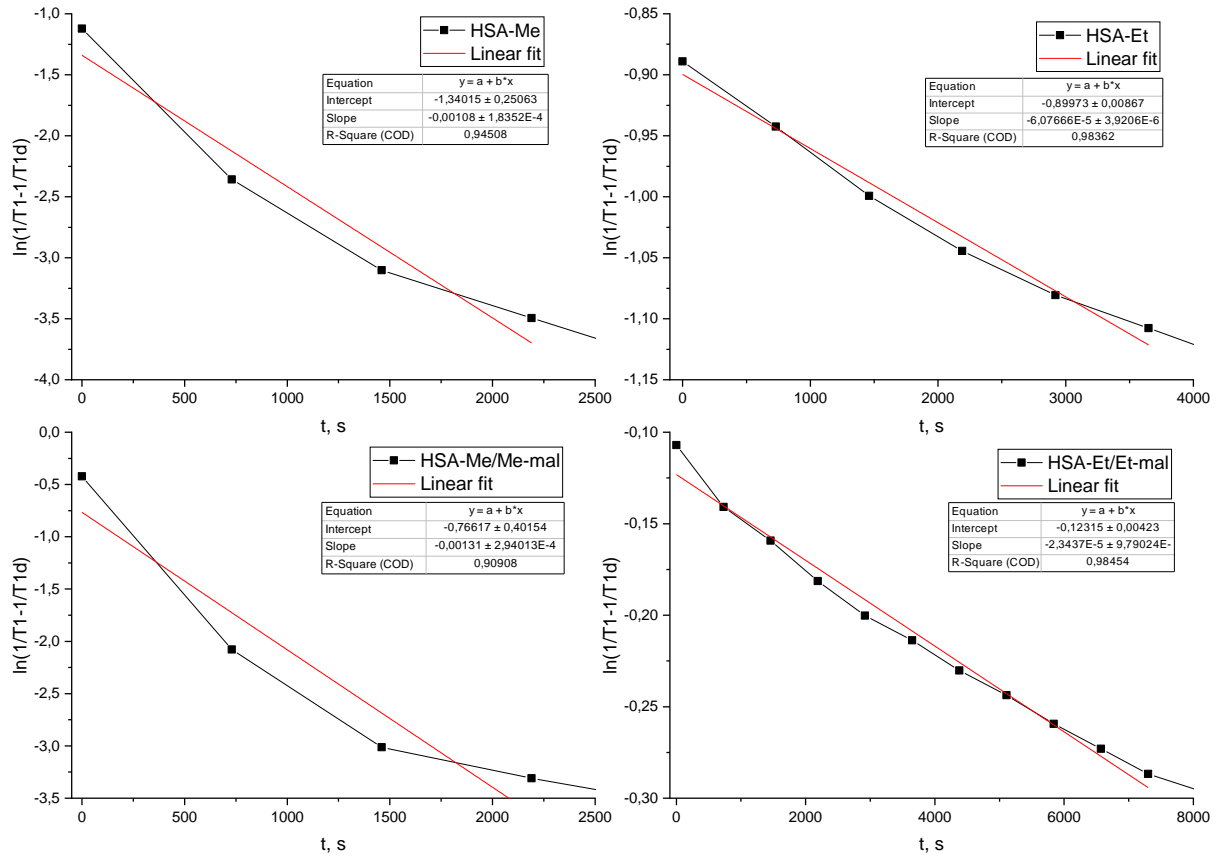 -1,0
-1,5
-2,0
-2,5
-3,0
-3,5
-4,0
ln(1/T1-1/T1d)
HSA-Me
Linear fit
Equation y = a + b*x
Intercept -1,34015 ± 0,25063
Slope -0,00108 ± 1,8352E-4
R-Square (COD) 0,94508
0 500 1000 1500 2000 2500
t, s
-0,90
-0,95
-1,00
-1,05
-1,10
-1,15
ln(1/T1-1/T1d)
HSA-Et
Linear fit
Equation y = a + b*x
Intercept -0,89973 ± 0,00867
Slope -6,07666E-5 ± 3,9206E-6
R-Square (COD) 0,98362
0 1000 2000 3000 4000
t, s
0,0
-0,5
-1,0
-1,5
-2,0
-2,5
-3,0
-3,5
ln(1/T1-1/T1d)
HSA-Me/Me-mal
Linear fit
Equation y = a + b*x
Intercept -0,76617 ± 0,40154
Slope -0,00131 ± 2,94013E-4
R-Square (COD) 0,90908
0 500 1000 1500 2000 2500
t, s
-0,10
-0,15
-0,20
-0,25
-0,30
ln(1/T1-1/T1d)
HSA-Et/Et-mal
Linear fit
Equation y = a + b*x
Intercept -0,12315 ± 0,00423
Slope -2,3437E-5 ± 9,79024E-
R-Square (COD) 0,98454
0 2000 4000 6000 8000
t, s